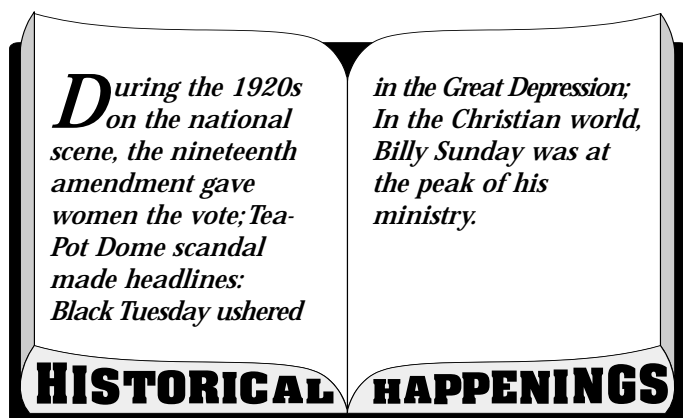 During the 1920s
on the national
scene, the nineteenth
amendment gave
women the vote; Tea-
Pot Dome scandal
made headlines:
Black Tuesday ushered
in the Great Depression;
In the Christian world,
Billy Sunday was at
the peak of his
ministry.
HISTORICAL HAPPENINGS